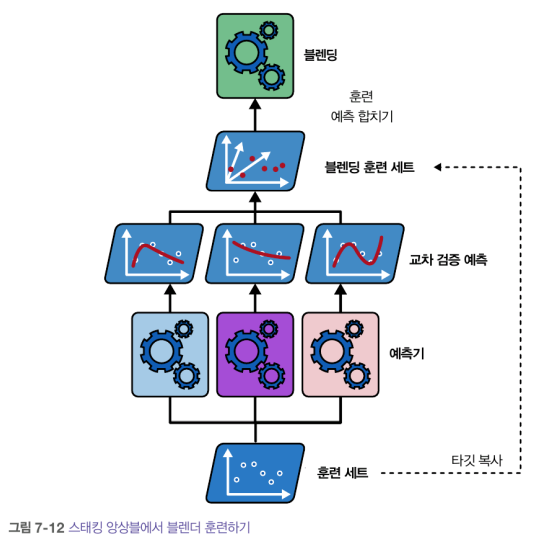 블렌딩
훈련
예측 합치기
블렌딩 훈련 세트
교차 검증 예측
예측기
타깃 복사
훈련 세트
그림 7-12 스태킹 앙상블에서 블렌더 훈련하기